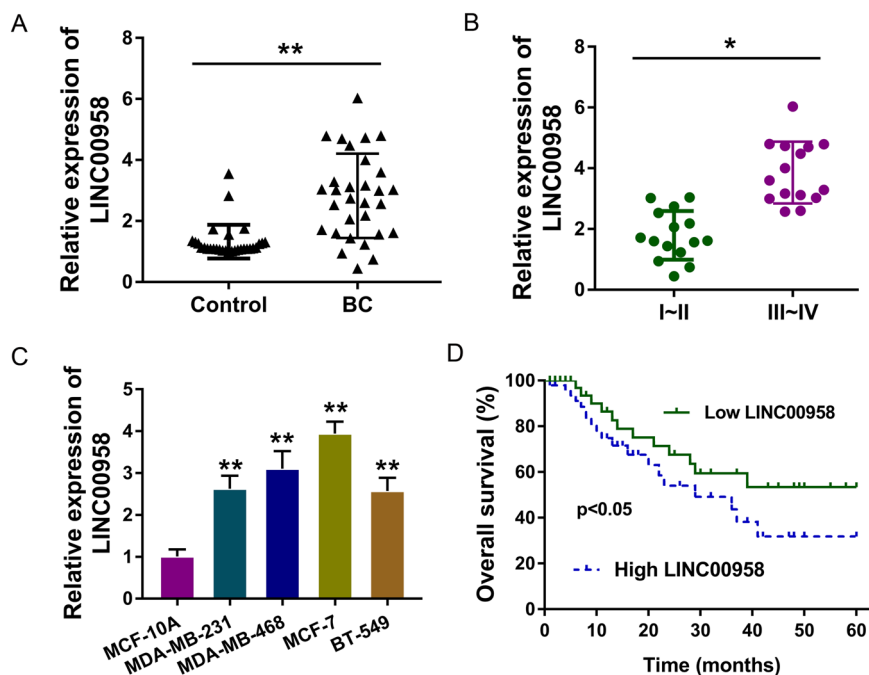 A
Relative expression of
LINC00958
8
6
4
2
0
**
Control
BC
B
Relative expression of
LINC00958
8
6
4
2
0
*
I~II
III~IV
C
Relative expression of
LINC00958
5
4
3
2
1
0
**
**
**
**
MCF-10A
MDA-MB-231
MDA-MB-468
MCF-7
BT-549
D
Overall survival (%)
100
80
60
40
20
0
Low LINC00958
p<0.05
High LINC00958
0
10
20
30
40
50
60
Time (months)